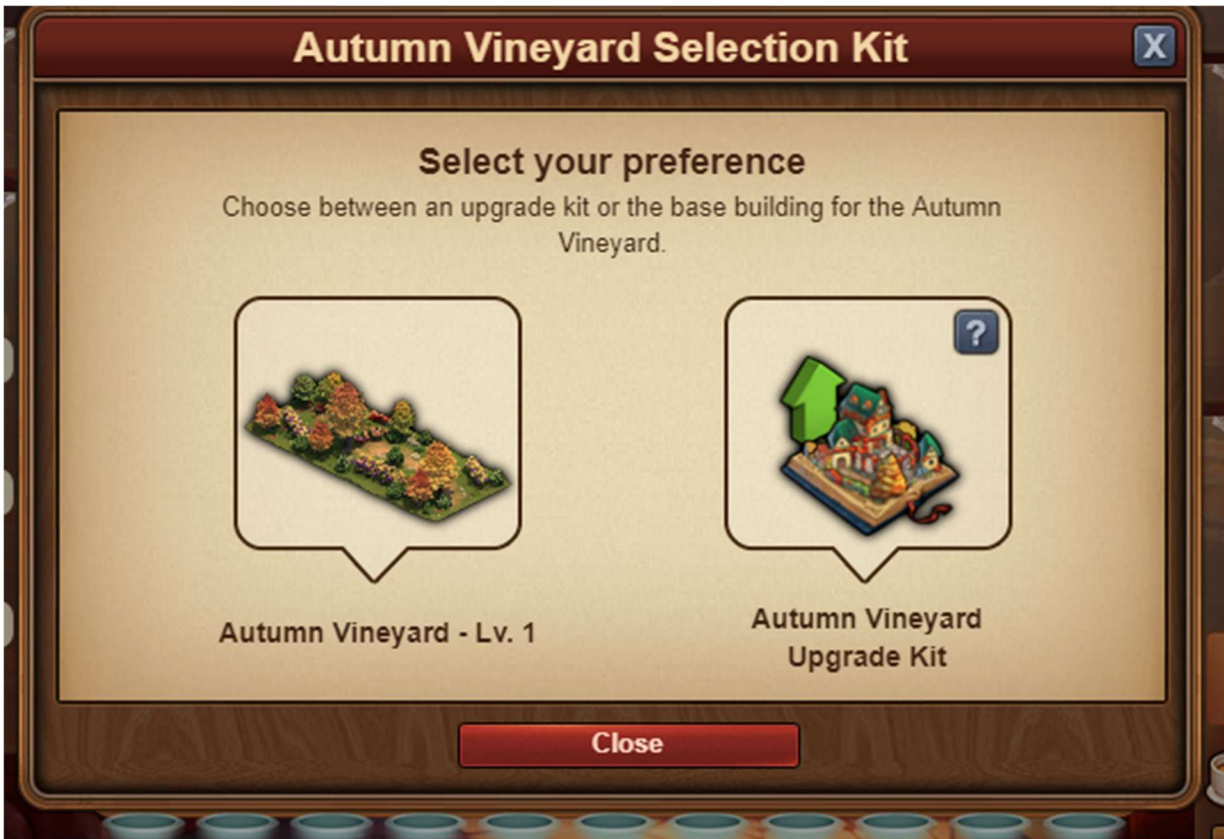 Autumn Vineyard Selection Kit
X
Select your preference
Choose between an upgrade kit or the base building for the Autumn
Vineyard.
?
Autumn Vineyard - Lv. 1
Autumn Vineyard
Upgrade Kit
Close